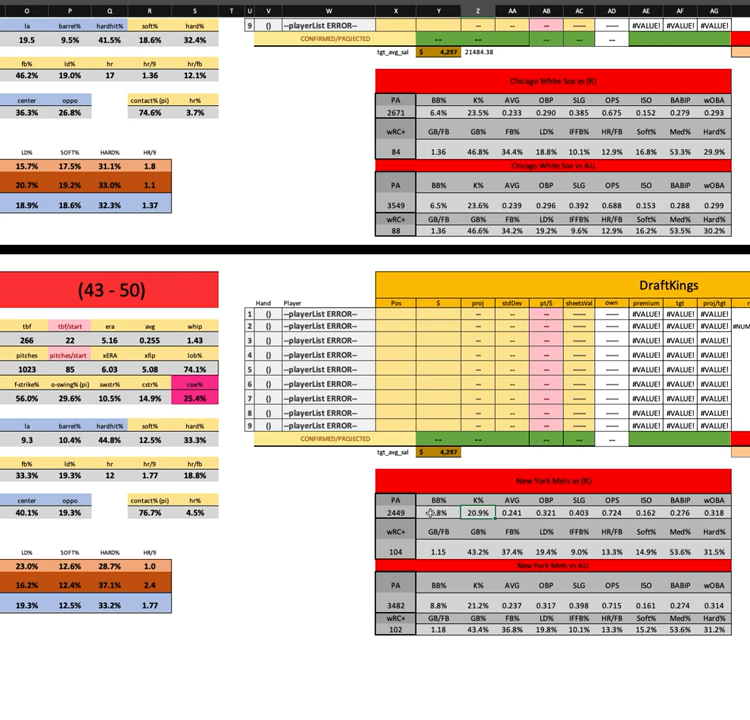 O P Q R S T U V W X Y Z AA AB AC AD AE AF AG
la barrel% hardhit% soft% hard% 9 () --playerList ERROR-- -- -- -- ----- ----- #VALUE! #VALUE! #VALUE!
19.5 9.5% 41.5% 18.6% 32.4% CONFIRMED/PROJECTED -- -- -- -- --
tgt_avg_sal $ 4,297 21484.38
fb% ld% hr hr/9 hr/fb
46.2% 19.0% 17 1.36 12.1% Chicago White Sox vs (R)
center oppo contact% (pi) hr% PA BB% K% AVG OBP SLG OPS ISO BABIP wOBA
36.3% 26.8% 74.6% 3.7% 2671 6.4% 23.5% 0.233 0.290 0.385 0.675 0.152 0.279 0.293
wRC+ GB/FB GB% FB% LD% IFFB% HR/FB Soft% Med% Hard%
LD% SOFT% HARD% HR/9 84 1.36 46.8% 34.4% 18.8% 10.1% 12.9% 16.8% 53.3% 29.9%
15.7% 17.5% 31.1% 1.8 Chicago White Sox vs ALL
20.7% 19.2% 33.0% 1.1 PA BB% K% AVG OBP SLG OPS ISO BABIP wOBA
18.9% 18.6% 32.3% 1.37 3549 6.5% 23.6% 0.239 0.296 0.392 0.688 0.153 0.288 0.299
wRC+ GB/FB GB% FB% LD% IFFB% HR/FB Soft% Med% Hard%
88 1.36 46.6% 34.2% 19.2% 9.6% 12.9% 16.2% 53.5% 30.2%
(43 - 50) DraftKings
Hand Player Pos $ proj stdDev pt/$ sheetsVal own premium tgt proj/tgt
1 () --playerList ERROR-- -- -- ----- ----- #VALUE! #VALUE! #VALUE!
tbf tbf/start era avg whip 2 () --playerList ERROR-- -- -- ----- ----- #VALUE! #VALUE! #VALUE! #NUM
266 22 5.16 0.255 1.43 3 () --playerList ERROR-- -- -- ----- ----- #VALUE! #VALUE! #VALUE!
pitches pitches/start xERA xfip lob% 4 () --playerList ERROR-- -- -- ----- ----- #VALUE! #VALUE! #VALUE!
1023 85 6.03 5.08 74.1% 5 () --playerList ERROR-- -- -- ----- ----- #VALUE! #VALUE! #VALUE!
f-strike% o-swing% (pi) swstr% cstr% csw% 6 () --playerList ERROR-- -- -- ----- ----- #VALUE! #VALUE! #VALUE!
56.0% 29.6% 10.5% 14.9% 25.4% 7 () --playerList ERROR-- -- -- ----- ----- #VALUE! #VALUE! #VALUE!
8 () --playerList ERROR-- -- -- ----- ----- #VALUE! #VALUE! #VALUE!
la barrel% hardhit% soft% hard% 9 () --playerList ERROR-- -- -- ----- ----- #VALUE! #VALUE! #VALUE!
9.3 10.4% 44.8% 12.5% 33.3% CONFIRMED/PROJECTED -- -- -- -- --
tgt_avg_sal $ 4,297
fb% ld% hr hr/9 hr/fb
33.3% 19.3% 12 1.77 18.8% New York Mets vs (R)
center oppo contact% (pi) hr% PA BB% K% AVG OBP SLG OPS ISO BABIP wOBA
40.1% 19.3% 76.7% 4.5% 2449 .8% 20.9% 0.241 0.321 0.403 0.724 0.162 0.276 0.318
wRC+ GB/FB GB% FB% LD% IFFB% HR/FB Soft% Med% Hard%
LD% SOFT% HARD% HR/9 104 1.15 43.2% 37.4% 19.4% 9.0% 13.3% 14.9% 53.6% 31.5%
23.0% 12.6% 28.7% 1.0 New York Mets vs ALL
16.2% 12.4% 37.1% 2.4 PA BB% K% AVG OBP SLG OPS ISO BABIP wOBA
19.3% 12.5% 33.2% 1.77 3482 8.8% 21.2% 0.237 0.317 0.398 0.715 0.161 0.274 0.314
wRC+ GB/FB GB% FB% LD% IFFB% HR/FB Soft% Med% Hard%
102 1.18 43.4% 36.8% 19.8% 10.1% 13.3% 15.2% 53.6% 31.2%